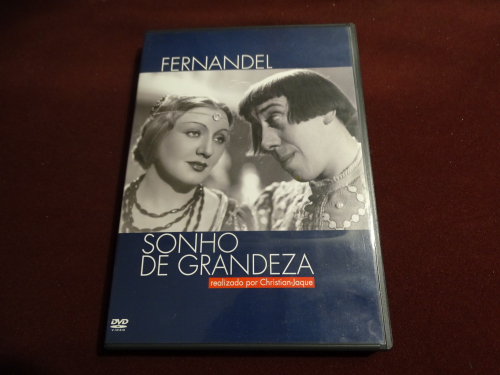 FERNANDEL
SONHO
DE GRANDEZA
realizado por Christian-Jaque
DVD